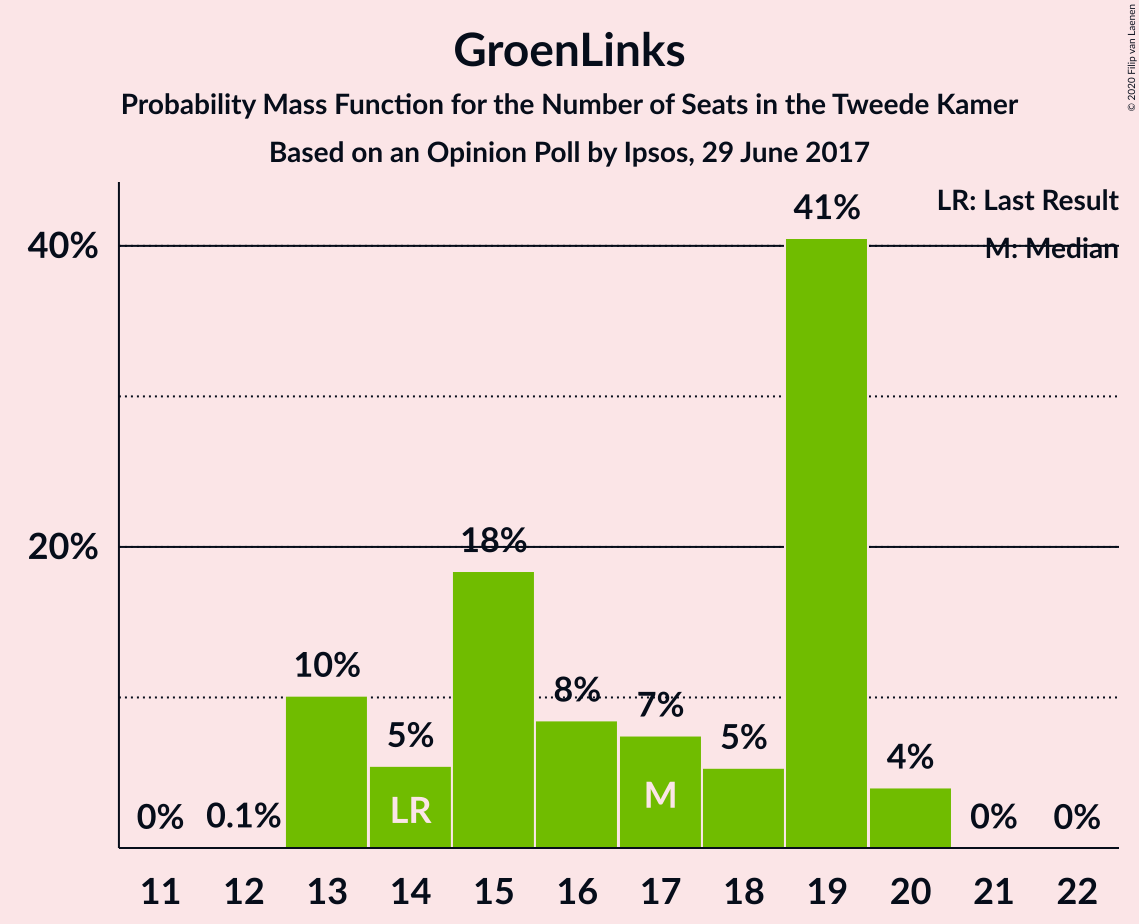 GroenLinks
Probability Mass Function for the Number of Seats in the Tweede Kamer
Based on an Opinion Poll by Ipsos, 29 June 2017
© 2020 Filip van Laenen
LR: Last Result
M: Median
40%
20%
0%
0.1%
10%
5%
18%
8%
7%
5%
41%
4%
0%
0%
LR
M
11 12 13 14 15 16 17 18 19 20 21 22